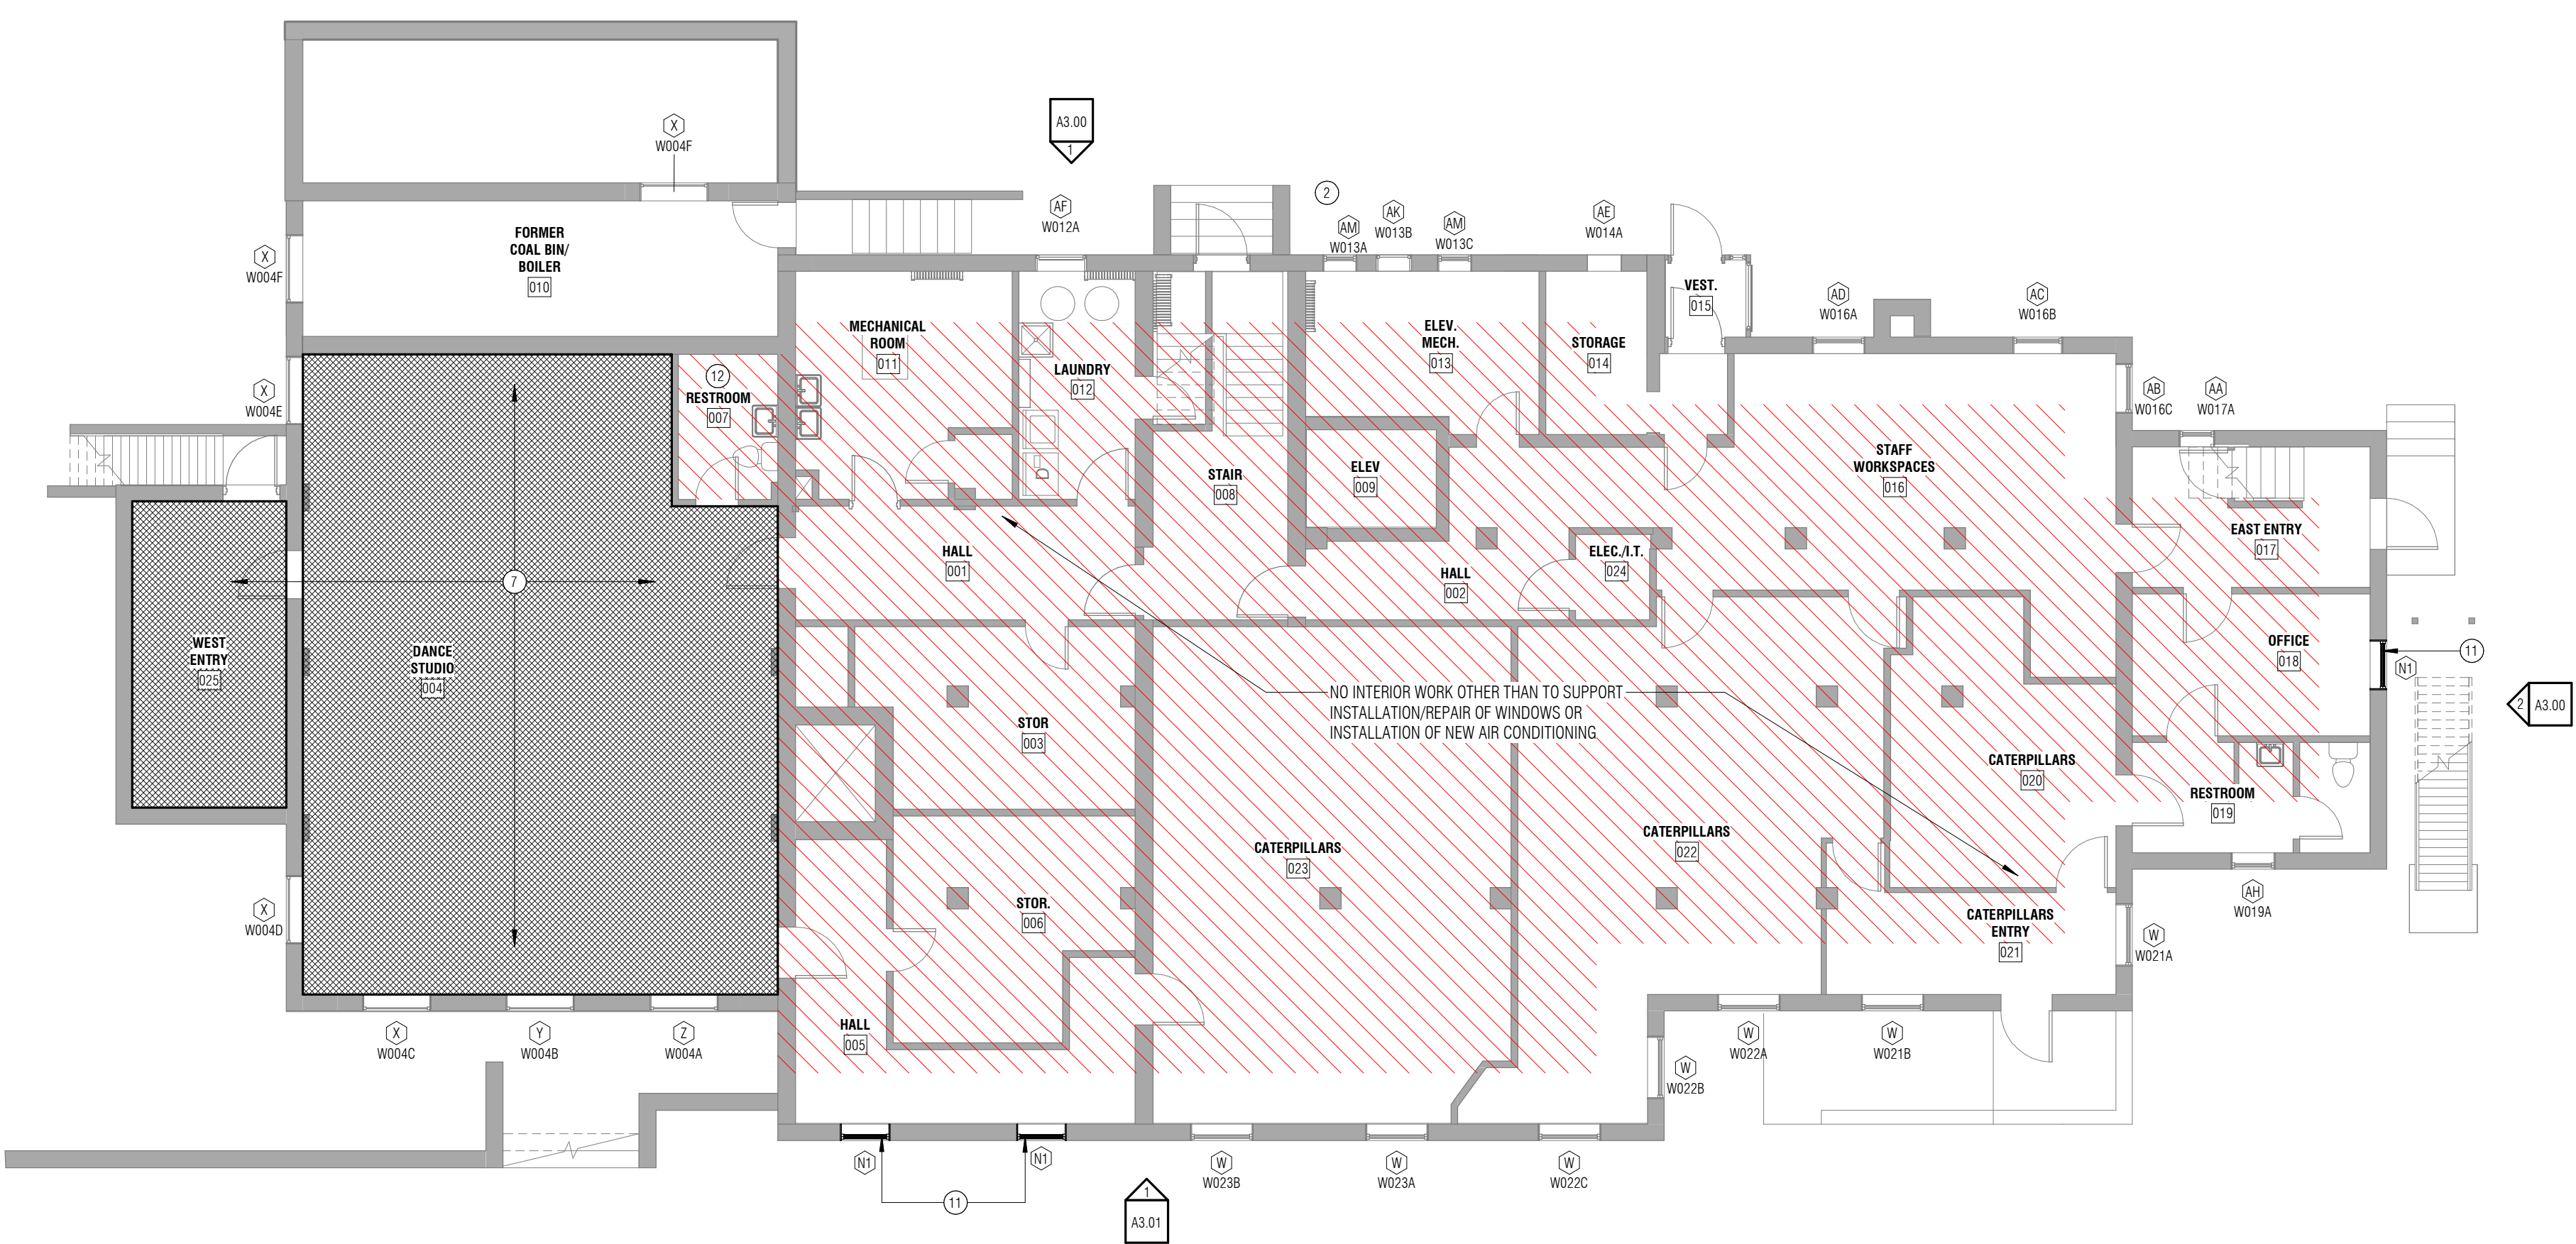 A3.00
1
X
W004F
2
AF
W012A
AM
W013A
AK
W013B
AM
W013C
AE
W014A
FORMER
COAL BIN/
BOILER
010
X
W004F
VEST.
015
AD
W016A
AC
W016B
MECHANICAL
ROOM
011
ELEV.
MECH.
013
STORAGE
014
LAUNDRY
012
12
RESTROOM
007
X
W004E
AB
W016C
AA
W017A
STAFF
WORKSPACES
016
STAIR
008
ELEV
009
D
EAST ENTRY
017
HALL
001
ELEC./I.T.
024
HALL
002
7
WEST
ENTRY
025
DANCE
STUDIO
004
OFFICE
018
11
N1
2
A3.00
NO INTERIOR WORK OTHER THAN TO SUPPORT
INSTALLATION/REPAIR OF WINDOWS OR
INSTALLATION OF NEW AIR CONDITIONING
STOR
003
CATERPILLARS
020
RESTROOM
019
CATERPILLARS
023
CATERPILLARS
022
AH
W019A
X
W004D
STOR.
006
CATERPILLARS
ENTRY
021
W
W021A
HALL
005
X
W004C
Y
W004B
Z
W004A
W
W022A
W
W021B
W
W022B
N1
N1
W
W023B
W
W023A
W
W022C
11
1
A3.01